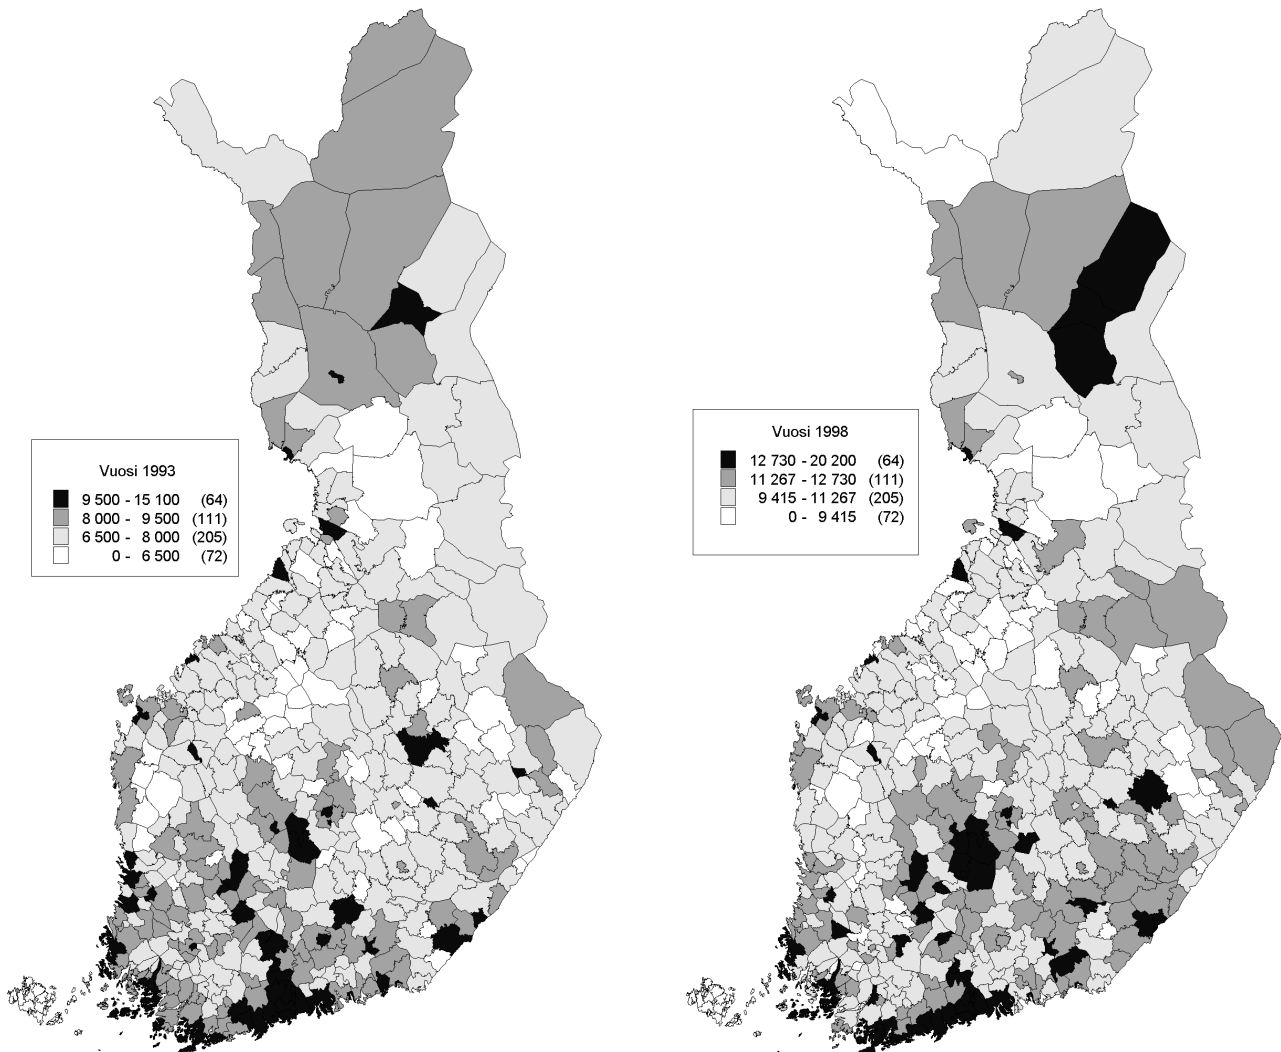 Vuosi 1993
9 500 - 15 100 (64)
8 000 - 9 500 (111)
6 500 - 8 000 (205)
0 - 6 500 (72)
Vuosi 1998
12 730 - 20 200 (64)
11 267 - 12 730 (111)
9 415 - 11 267 (205)
0 - 9 415 (72)